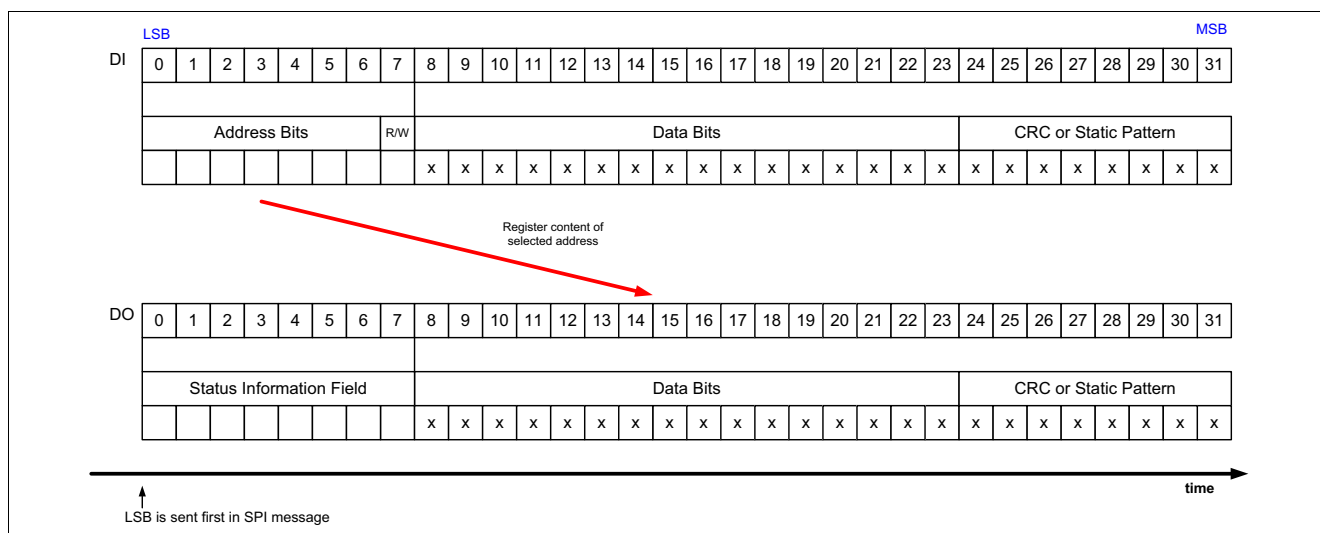 LSB MSB
DI 0 1 2 3 4 5 6 7 8 9 10 11 12 13 14 15 16 17 18 19 20 21 22 23 24 25 26 27 28 29 30 31
Address Bits R/W Data Bits CRC or Static Pattern
x x x x x x x x x x x x x x x x x x x x x x x x
Register content of
selected address
DO 0 1 2 3 4 5 6 7 8 9 10 11 12 13 14 15 16 17 18 19 20 21 22 23 24 25 26 27 28 29 30 31
Status Information Field Data Bits CRC or Static Pattern
x x x x x x x x x x x x x x x x x x x x x x x x
time
LSB is sent first in SPI message